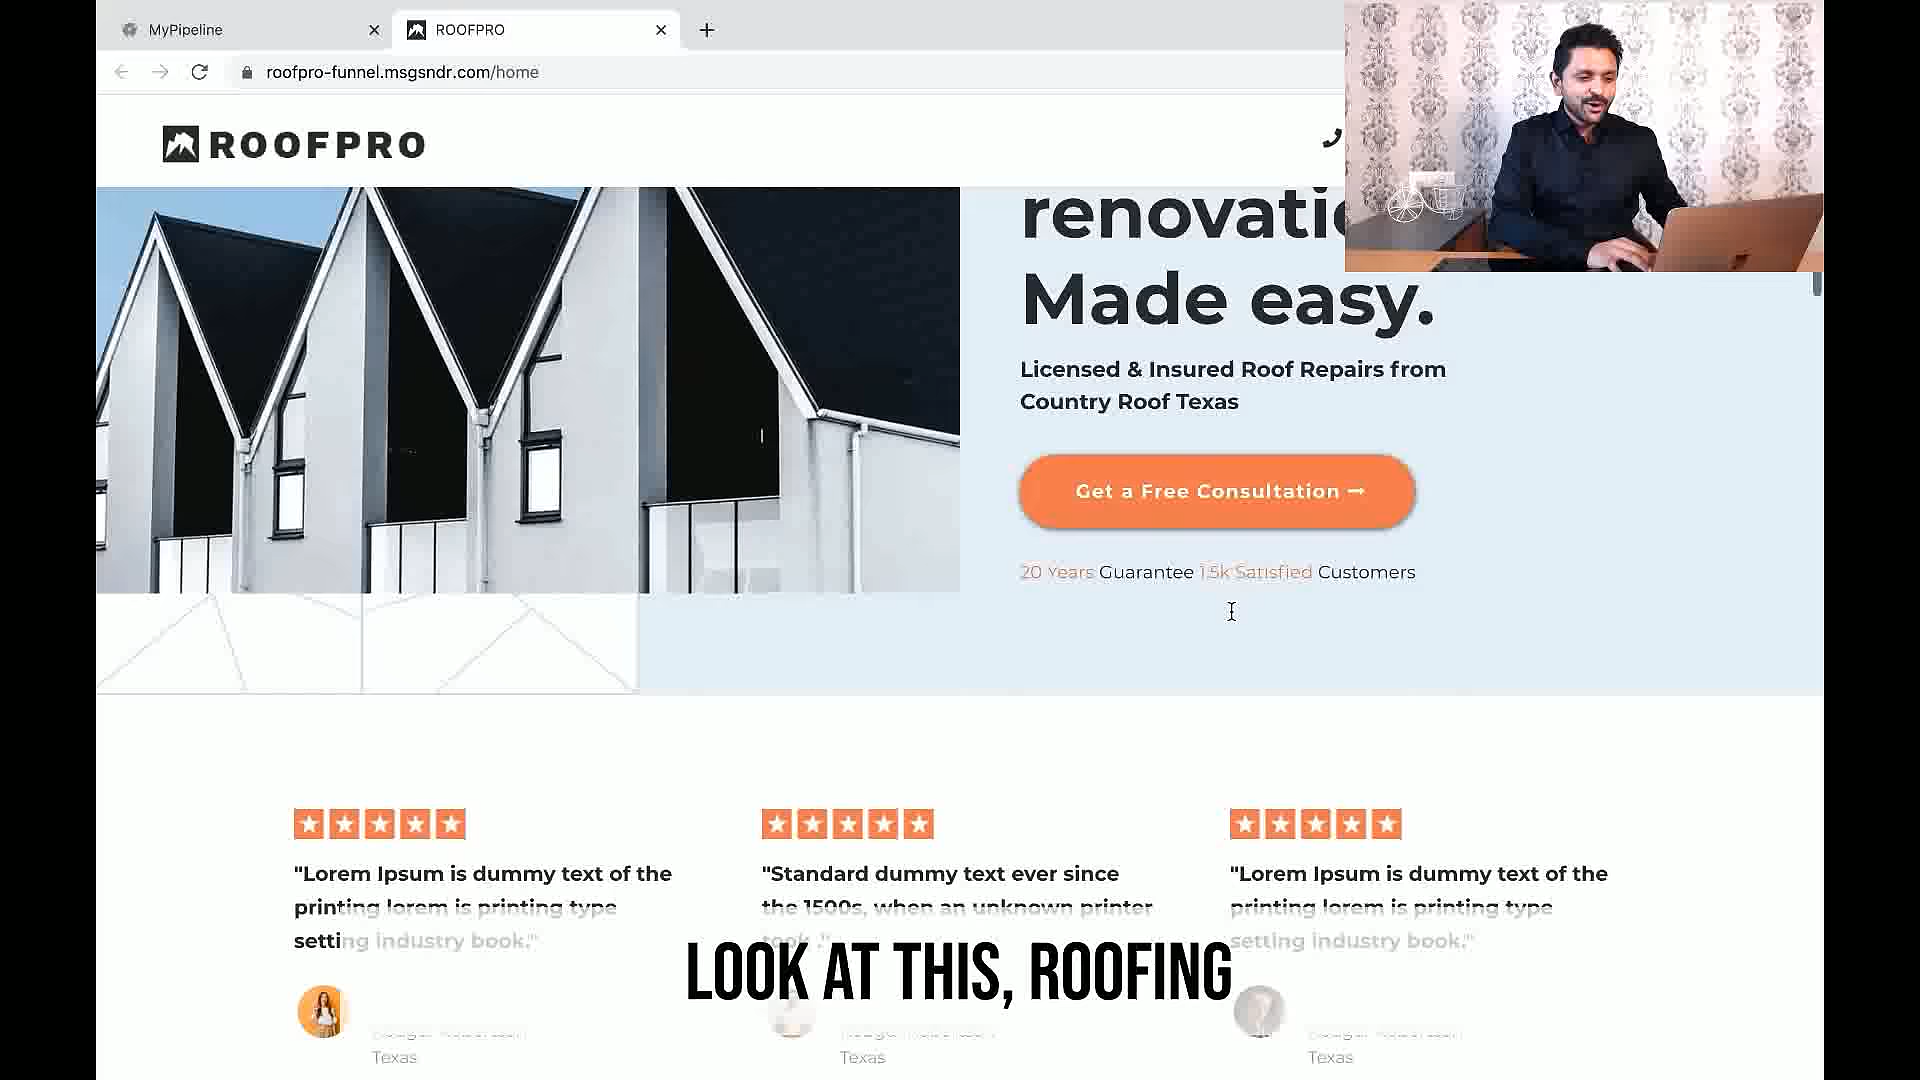 MyPipeline
ROOFPRO
roofpro-funnel.msgsndr.com/home
ROOFPRO
Made easy.
Licensed & Insured Roof Repairs from
Country Roof Texas
Get a Free Consultation
20 Years Guarantee 1.5k Satisfied Customers
"Lorem Ipsum is dummy text of the
printing lorem is printing type
setting industry book."
"Standard dummy text ever since
the 1500s, when an unknown printer
took ."
"Lorem Ipsum is dummy text of the
printing lorem is printing type
setting industry book."
LOOK AT THIS, ROOFING
Texas
Texas
Texas